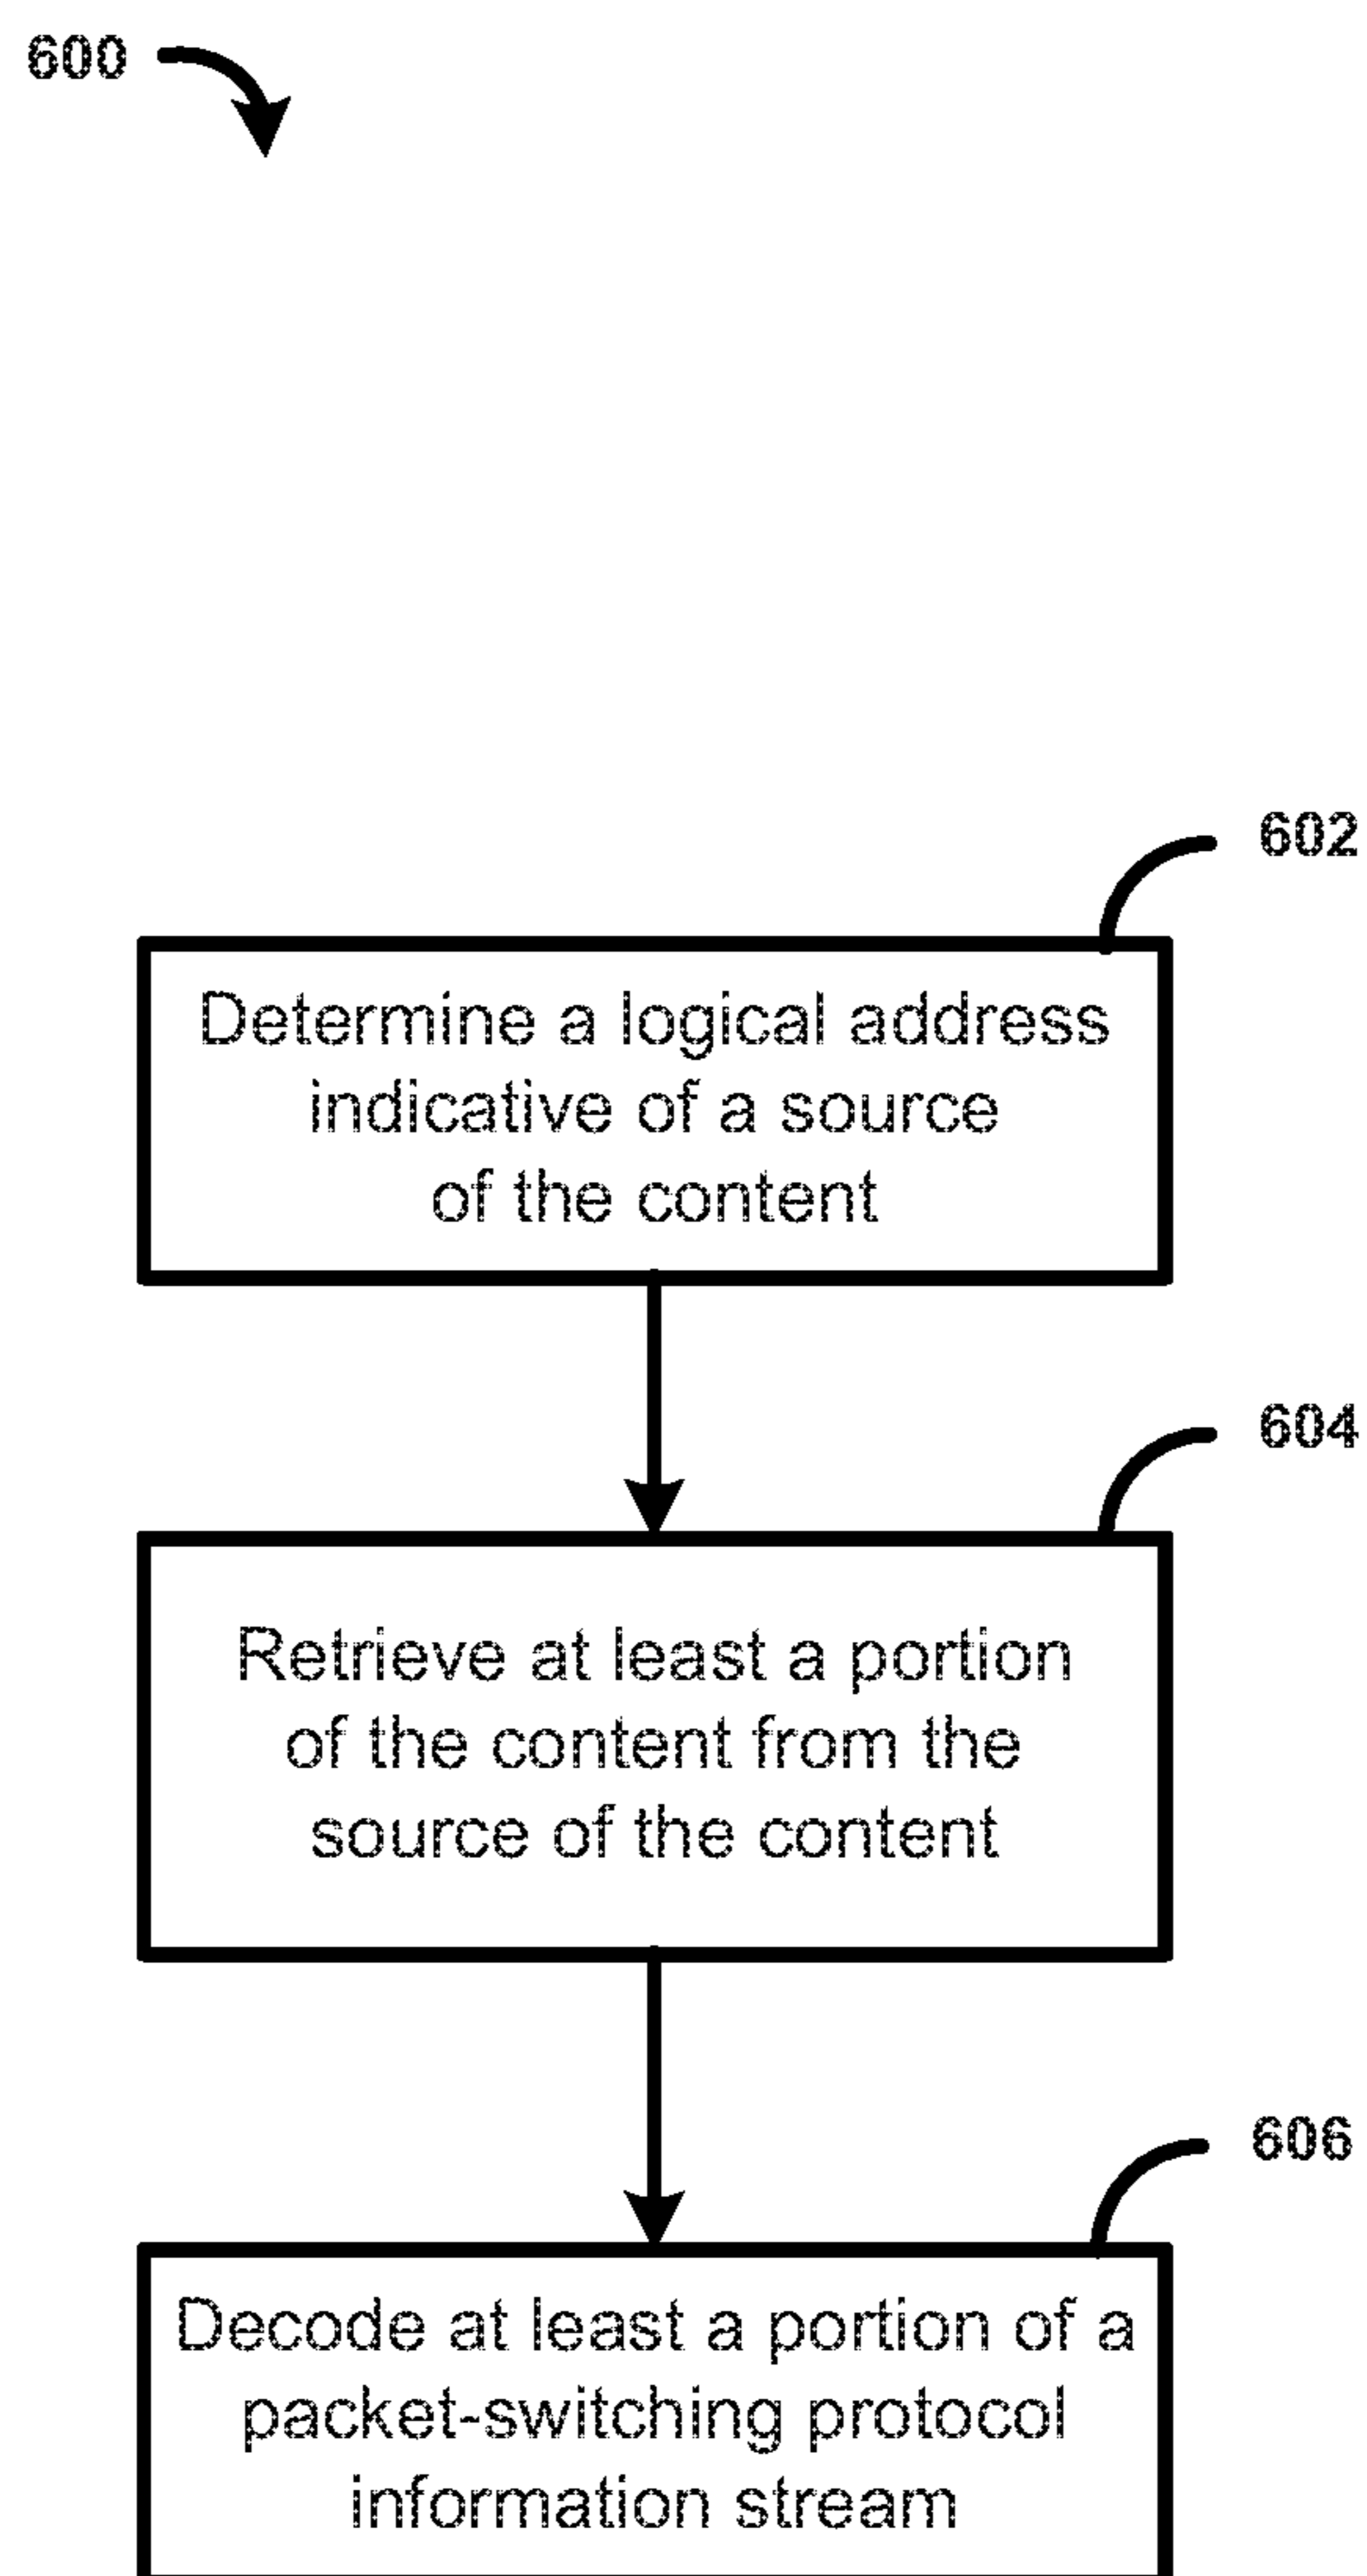 600
602
Determine a logical address
indicative of a source
of the content
604
Retrieve at least a portion
of the content from the
source of the content
606
Decode at least a portion of a
packet-switching protocol
information stream